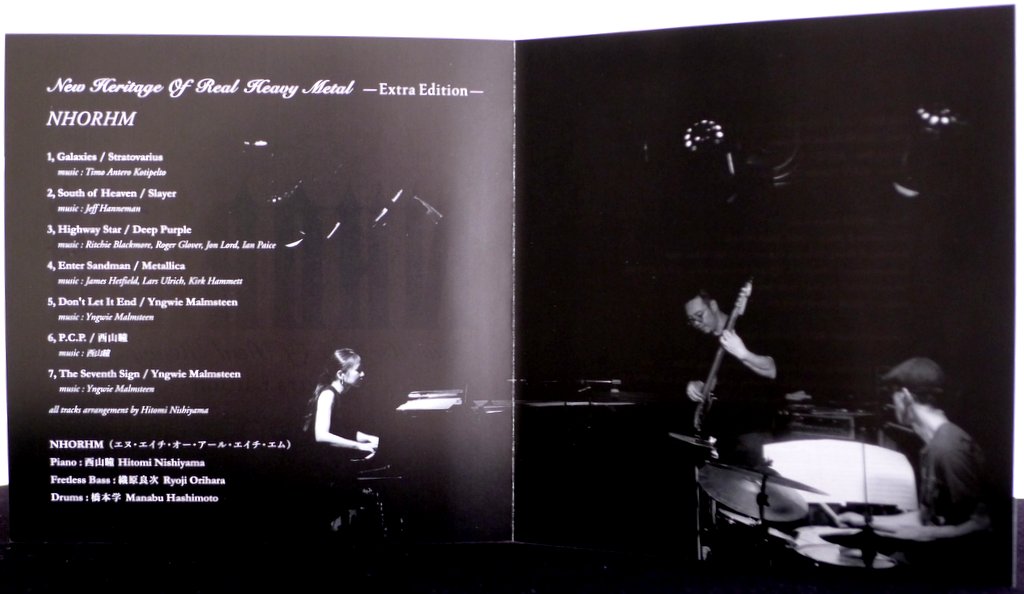 New Heritage Of Real Heavy Metal —Extra Edition—
NHORHM
1, Galaxies / Stratovarius
music : Timo Antero Kotipelto
2, South of Heaven / Slayer
music : Jeff Hanneman
3, Highway Star / Deep Purple
music : Ritchie Blackmore, Roger Glover, Jon Lord, Ian Paice
4, Enter Sandman / Metallica
music : James Hetfield, Lars Ulrich, Kirk Hammett
5, Don't Let It End / Yngwie Malmsteen
music : Yngwie Malmsteen
6, P.C.P. / 西山瞳
music : 西山瞳
7, The Seventh Sign / Yngwie Malmsteen
music : Yngwie Malmsteen
all tracks arrangement by Hitomi Nishiyama
NHORHM（エヌ・エイチ・オー・アール・エイチ・エム）
Piano : 西山瞳 Hitomi Nishiyama
Fretless Bass : 織原良次 Ryoji Orihara
Drums : 橋本学 Manabu Hashimoto